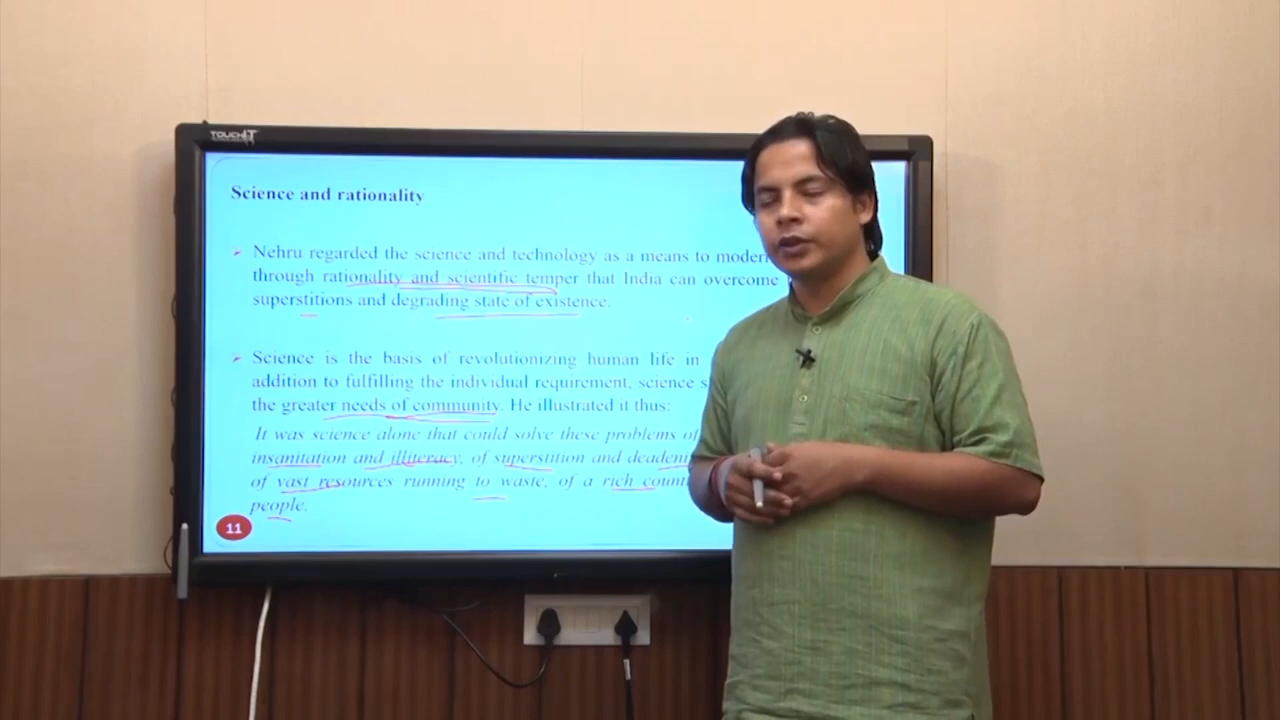 TOUCHIT
Science and rationality
➢ Nehru regarded the science and technology as a means to
through rationality and scientific temper that India can overcome
superstitions and degrading state of existence.
➢ Science is the basis of revolutionizing human life in
addition to fulfilling the individual requirement, science
the greater needs of community. He illustrated it thus:
It was science alone that could solve these problems of
insanitation and illiteracy, of superstition and
of vast resources running to waste, of a rich
people.
11